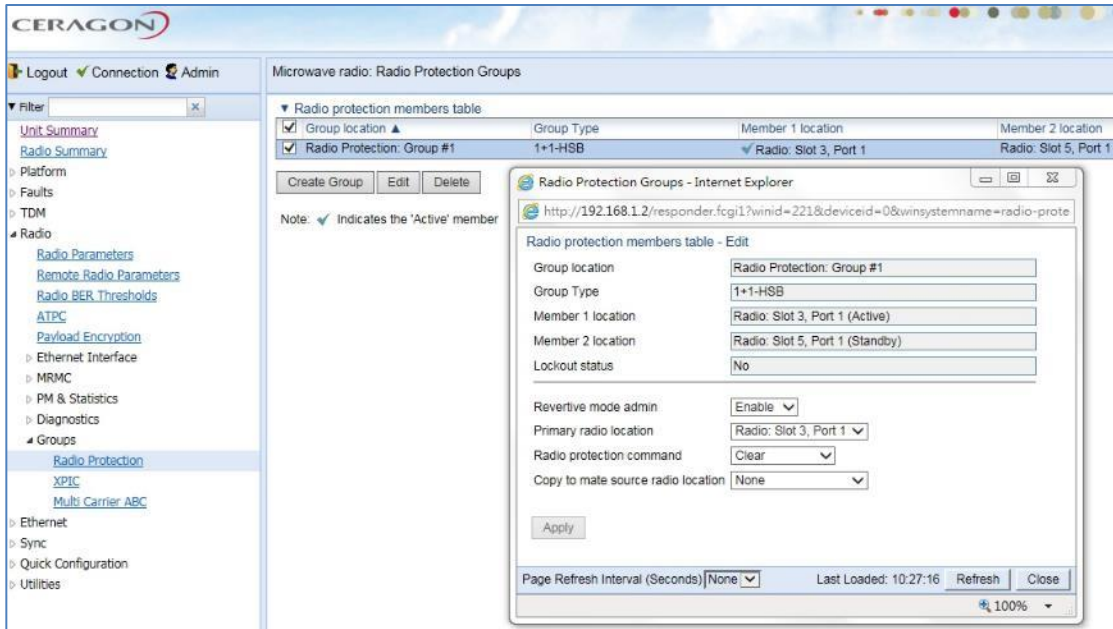 CERAGON
Logout Connection Admin
Filter
Unit Summary
Radio Summary
Platform
Faults
TDM
Radio
Radio Parameters
Remote Radio Parameters
Radio BER Thresholds
ATPC
Payload Encryption
Ethernet Interface
MRMC
PM & Statistics
Diagnostics
Groups
Radio Protection
XPIC
Multi Carrier ABC
Ethernet
Sync
Quick Configuration
Utilities
Microwave radio: Radio Protection Groups
Radio protection members table
Group location Group Type Member 1 location Member 2 location
Radio Protection: Group #1 1+1-HSB Radio: Slot 3, Port 1 Radio: Slot 5, Port 1
Create Group Edit Delete
Note: Indicates the 'Active' member
Radio Protection Groups - Internet Explorer
http://192.168.1.2/responder.fcgi1?winid=221&deviceid=0&winsystemname=radio-prote
Radio protection members table - Edit
Group location Radio Protection: Group #1
Group Type 1+1-HSB
Member 1 location Radio: Slot 3, Port 1 (Active)
Member 2 location Radio: Slot 5, Port 1 (Standby)
Lockout status No
Revertive mode admin Enable
Primary radio location Radio: Slot 3, Port 1
Radio protection command Clear
Copy to mate source radio location None
Apply
Page Refresh Interval (Seconds) None Last Loaded: 10:27:16 Refresh Close
100%